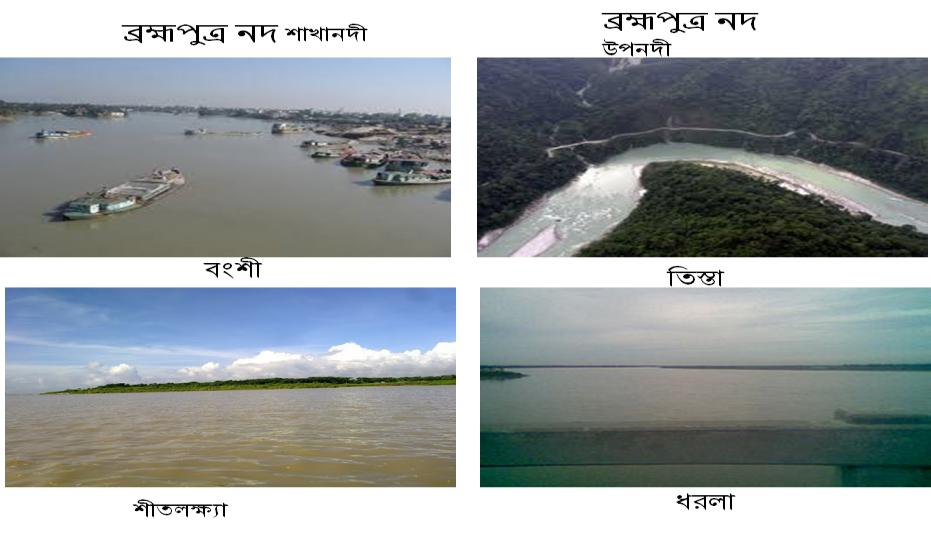 ব্রহ্মপুত্র নদ শাখানদী
ব্রহ্মপুত্র নদ
উপনদী
বংশী
তিস্তা
শীতলক্ষ্যা
ধরলা